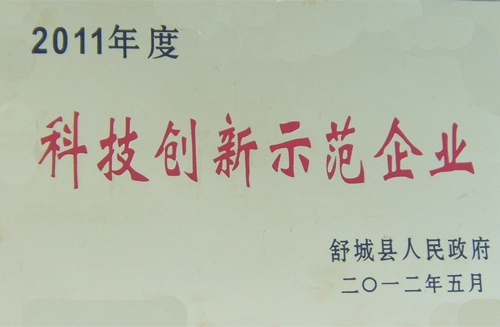 2011年度
科技创新示范企业
舒城县人民政府
二〇一二年五月